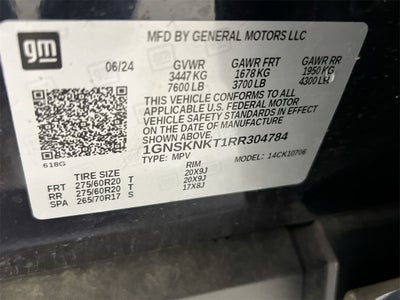 gm
MFD BY GENERAL MOTORS LLC
06/24 GVWR GAWR FRT GAWR RR
3447 KG 1678 KG 1950 KG
7600 LB 3700 LB 4300 LB
THIS VEHICLE CONFORMS TO ALL
APPLICABLE U.S. FEDERAL MOTOR
VEHICLE SAFETY STANDARDS IN EFFECT
ON THE DATE OF MANUFACTURE
SHOWN ABOVE.
1GNSKNKT1RR304784
618G TYPE: MPV MODEL: 14CK10706
TIRE SIZE RIM
FRT 275/60R20 T 20X9J
RR 275/60R20 T 20X9J
SPA 265/70R17 S 17X8J